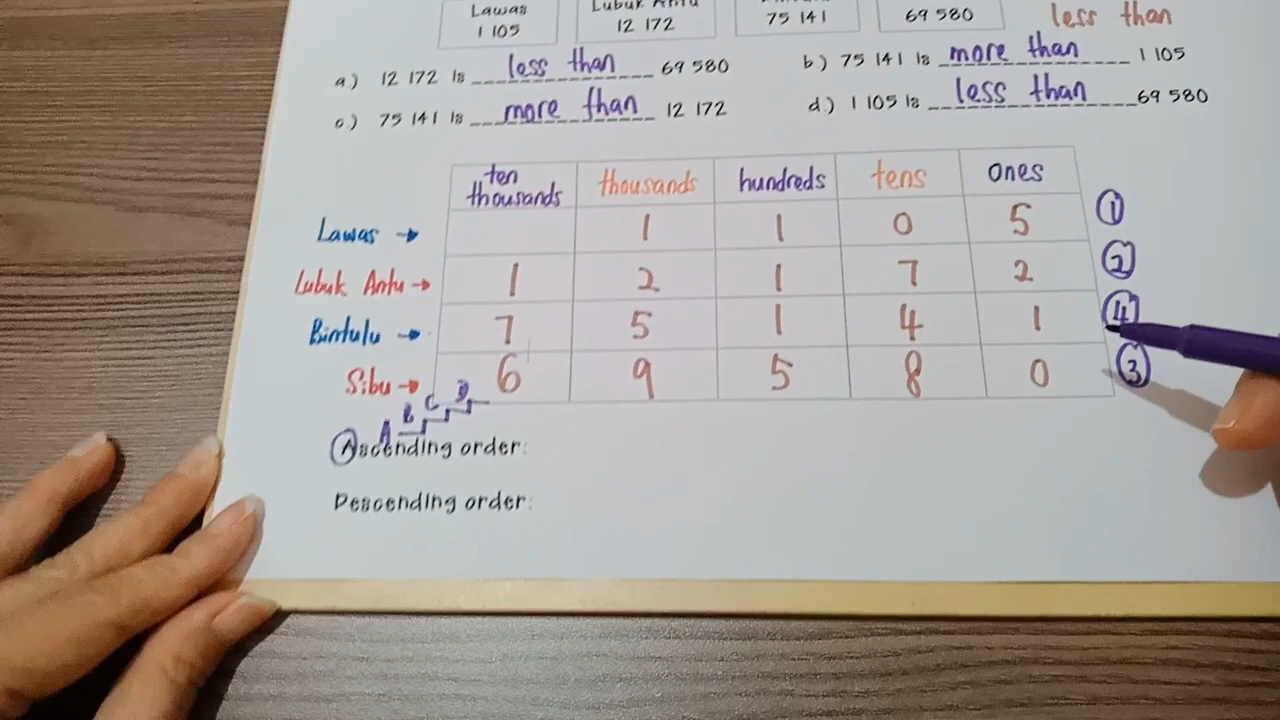 Lawas
1 105
12 172
75 141
69 580
less than
a) 12 172 is less than 69 580
b) 75 141 is more than 1 105
c) 75 141 is more than 12 172
d) 1 105 is less than 69 580
ten thousands thousands hundreds tens ones
Lawas → 1 1 0 5 1
Lubuk Antu → 1 2 1 7 2 2
Bintulu → 7 5 1 4 1 4
Sibu → 6 9 5 8 0 3
A B C D
Ascending order:
Descending order: